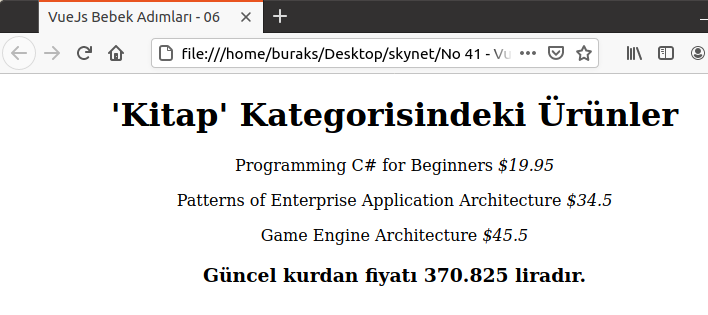 VueJs Bebek Adımları - 06
file:///home/buraks/Desktop/skynet/No 41 - Vu
'Kitap' Kategorisindeki Ürünler
Programming C# for Beginners $19.95
Patterns of Enterprise Application Architecture $34.5
Game Engine Architecture $45.5
Güncel kurdan fiyatı 370.825 liradır.